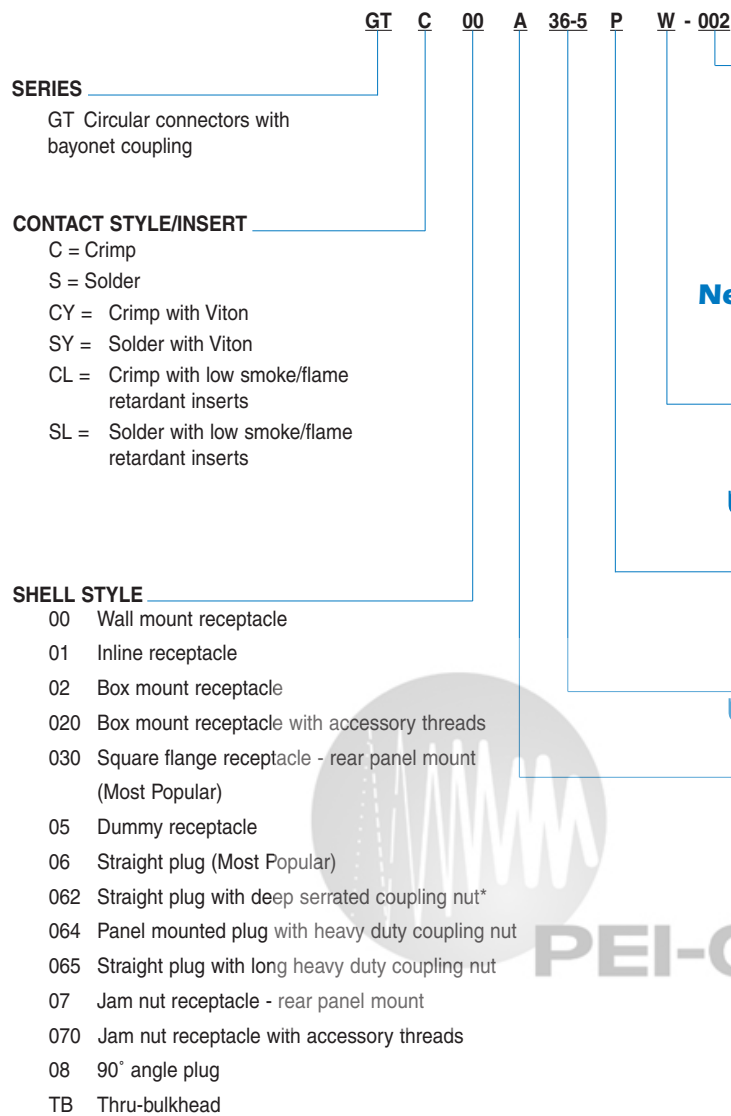 GT C 00 A 36-5 P W - 002
SERIES
GT Circular connectors with
bayonet coupling
CONTACT STYLE/INSERT
C = Crimp
S = Solder
CY = Crimp with Viton
SY = Solder with Viton
CL = Crimp with low smoke/flame
retardant inserts
SL = Solder with low smoke/flame
retardant inserts
Ne
U
SHELL STYLE
00 Wall mount receptacle
01 Inline receptacle
02 Box mount receptacle
U
020 Box mount receptacle with accessory threads
030 Square flange receptacle - rear panel mount
(Most Popular)
05 Dummy receptacle
06 Straight plug (Most Popular)
062 Straight plug with deep serrated coupling nut*
064 Panel mounted plug with heavy duty coupling nut
PEI-
065 Straight plug with long heavy duty coupling nut
07 Jam nut receptacle - rear panel mount
070 Jam nut receptacle with accessory threads
08 90˚ angle plug
TB Thru-bulkhead